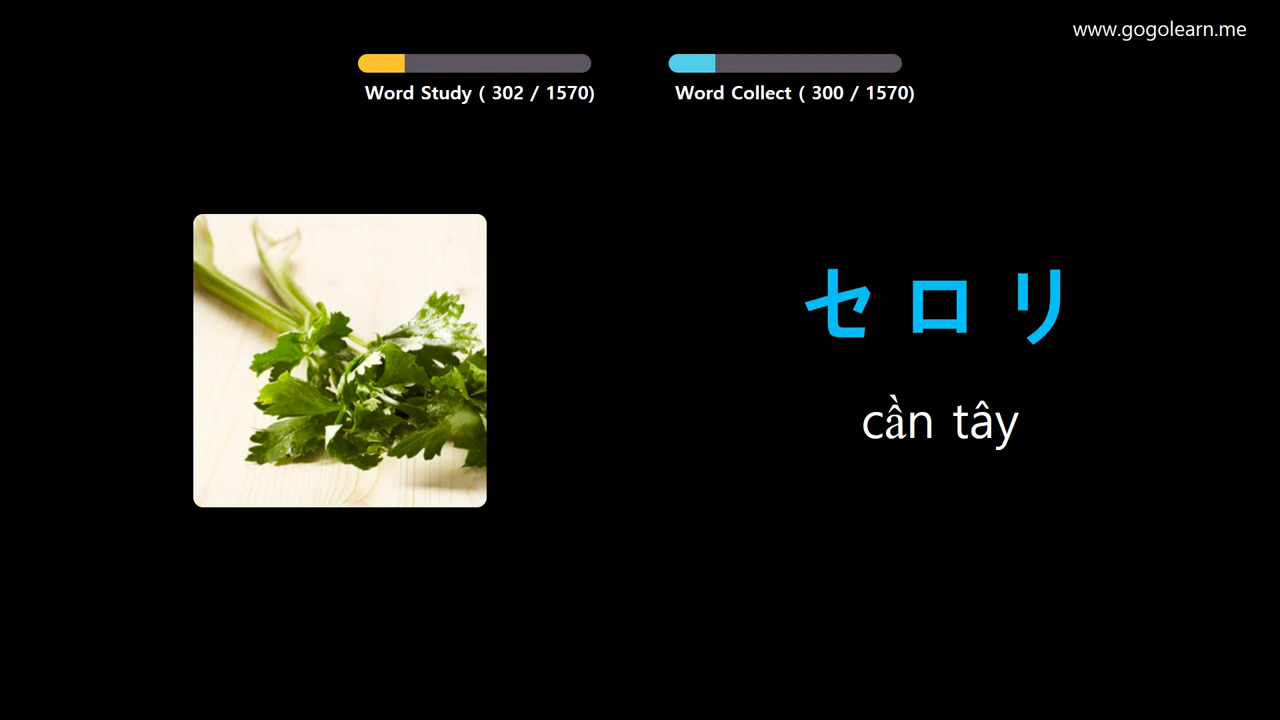 www.gogolearn.me
Word Study ( 302 / 1570)
Word Collect ( 300 / 1570)
セロリ
cần tây